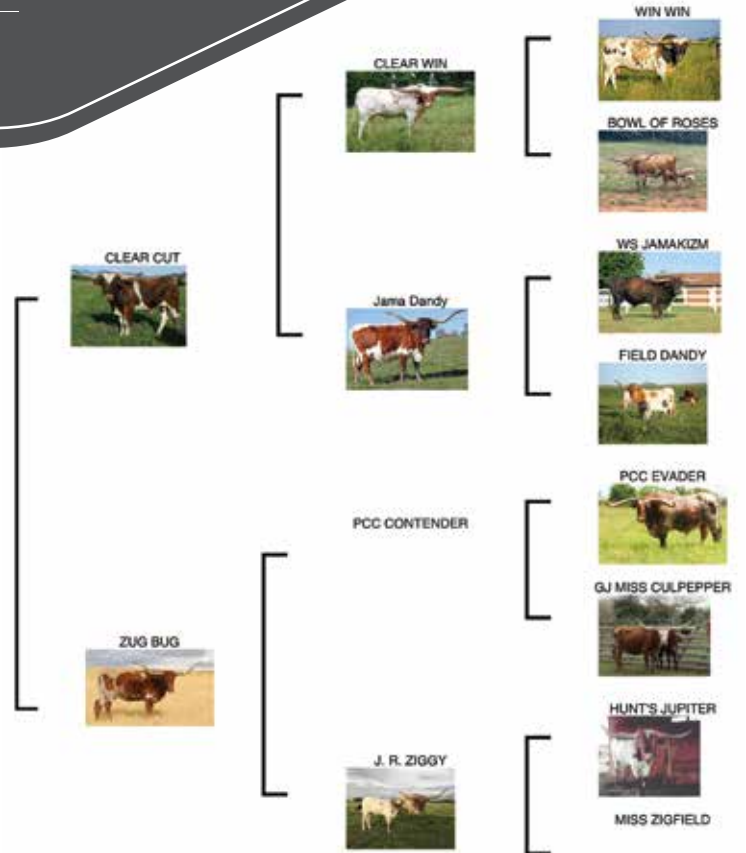 WIN WIN
CLEAR WIN
BOWL OF ROSES
CLEAR CUT
WS JAMAKIZM
Jama Dandy
FIELD DANDY
PCC EVADER
PCC CONTENDER
GJ MISS CULPEPPER
ZUG BUG
HUNT'S JUPITER
J. R. ZIGGY
MISS ZIGFIELD